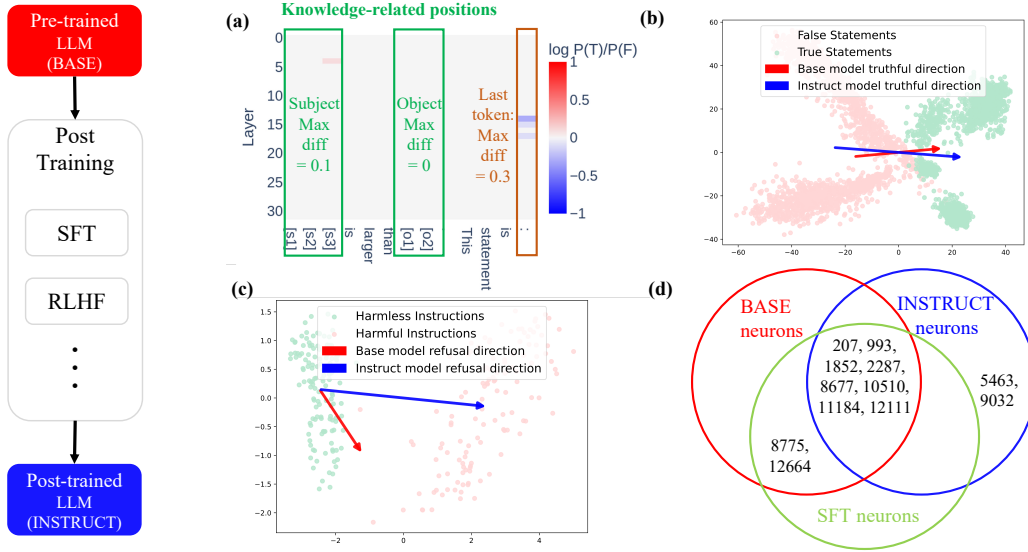 Pre-trained
LLM
(BASE)
Post
Training
SFT
RLHF
Post-trained
LLM
(INSTRUCT)
(a)
Knowledge-related positions
log P(T)/P(F)
0
5
10
15
20
25
30
Layer
Subject
Max
diff
= 0.1
Object
Max
diff
= 0
Last
token:
Max
diff
= 0.3
1
0.5
0
−0.5
−1
[s1]
[s2]
[s3]
is
larger
than
[o1]
[o2]
.
This
statement
is
:
(b)
False Statements
True Statements
Base model truthful direction
Instruct model truthful direction
60
40
20
0
−20
−40
−60
−40
−20
0
20
40
(c)
Harmless Instructions
Harmful Instructions
Base model refusal direction
Instruct model refusal direction
1.5
1.0
0.5
0.0
−0.5
−1.0
−1.5
−2.0
−2
0
2
4
(d)
BASE
neurons
INSTRUCT
neurons
207, 993,
1852, 2287,
8677, 10510,
11184, 12111
5463,
9032
8775,
12664
SFT neurons